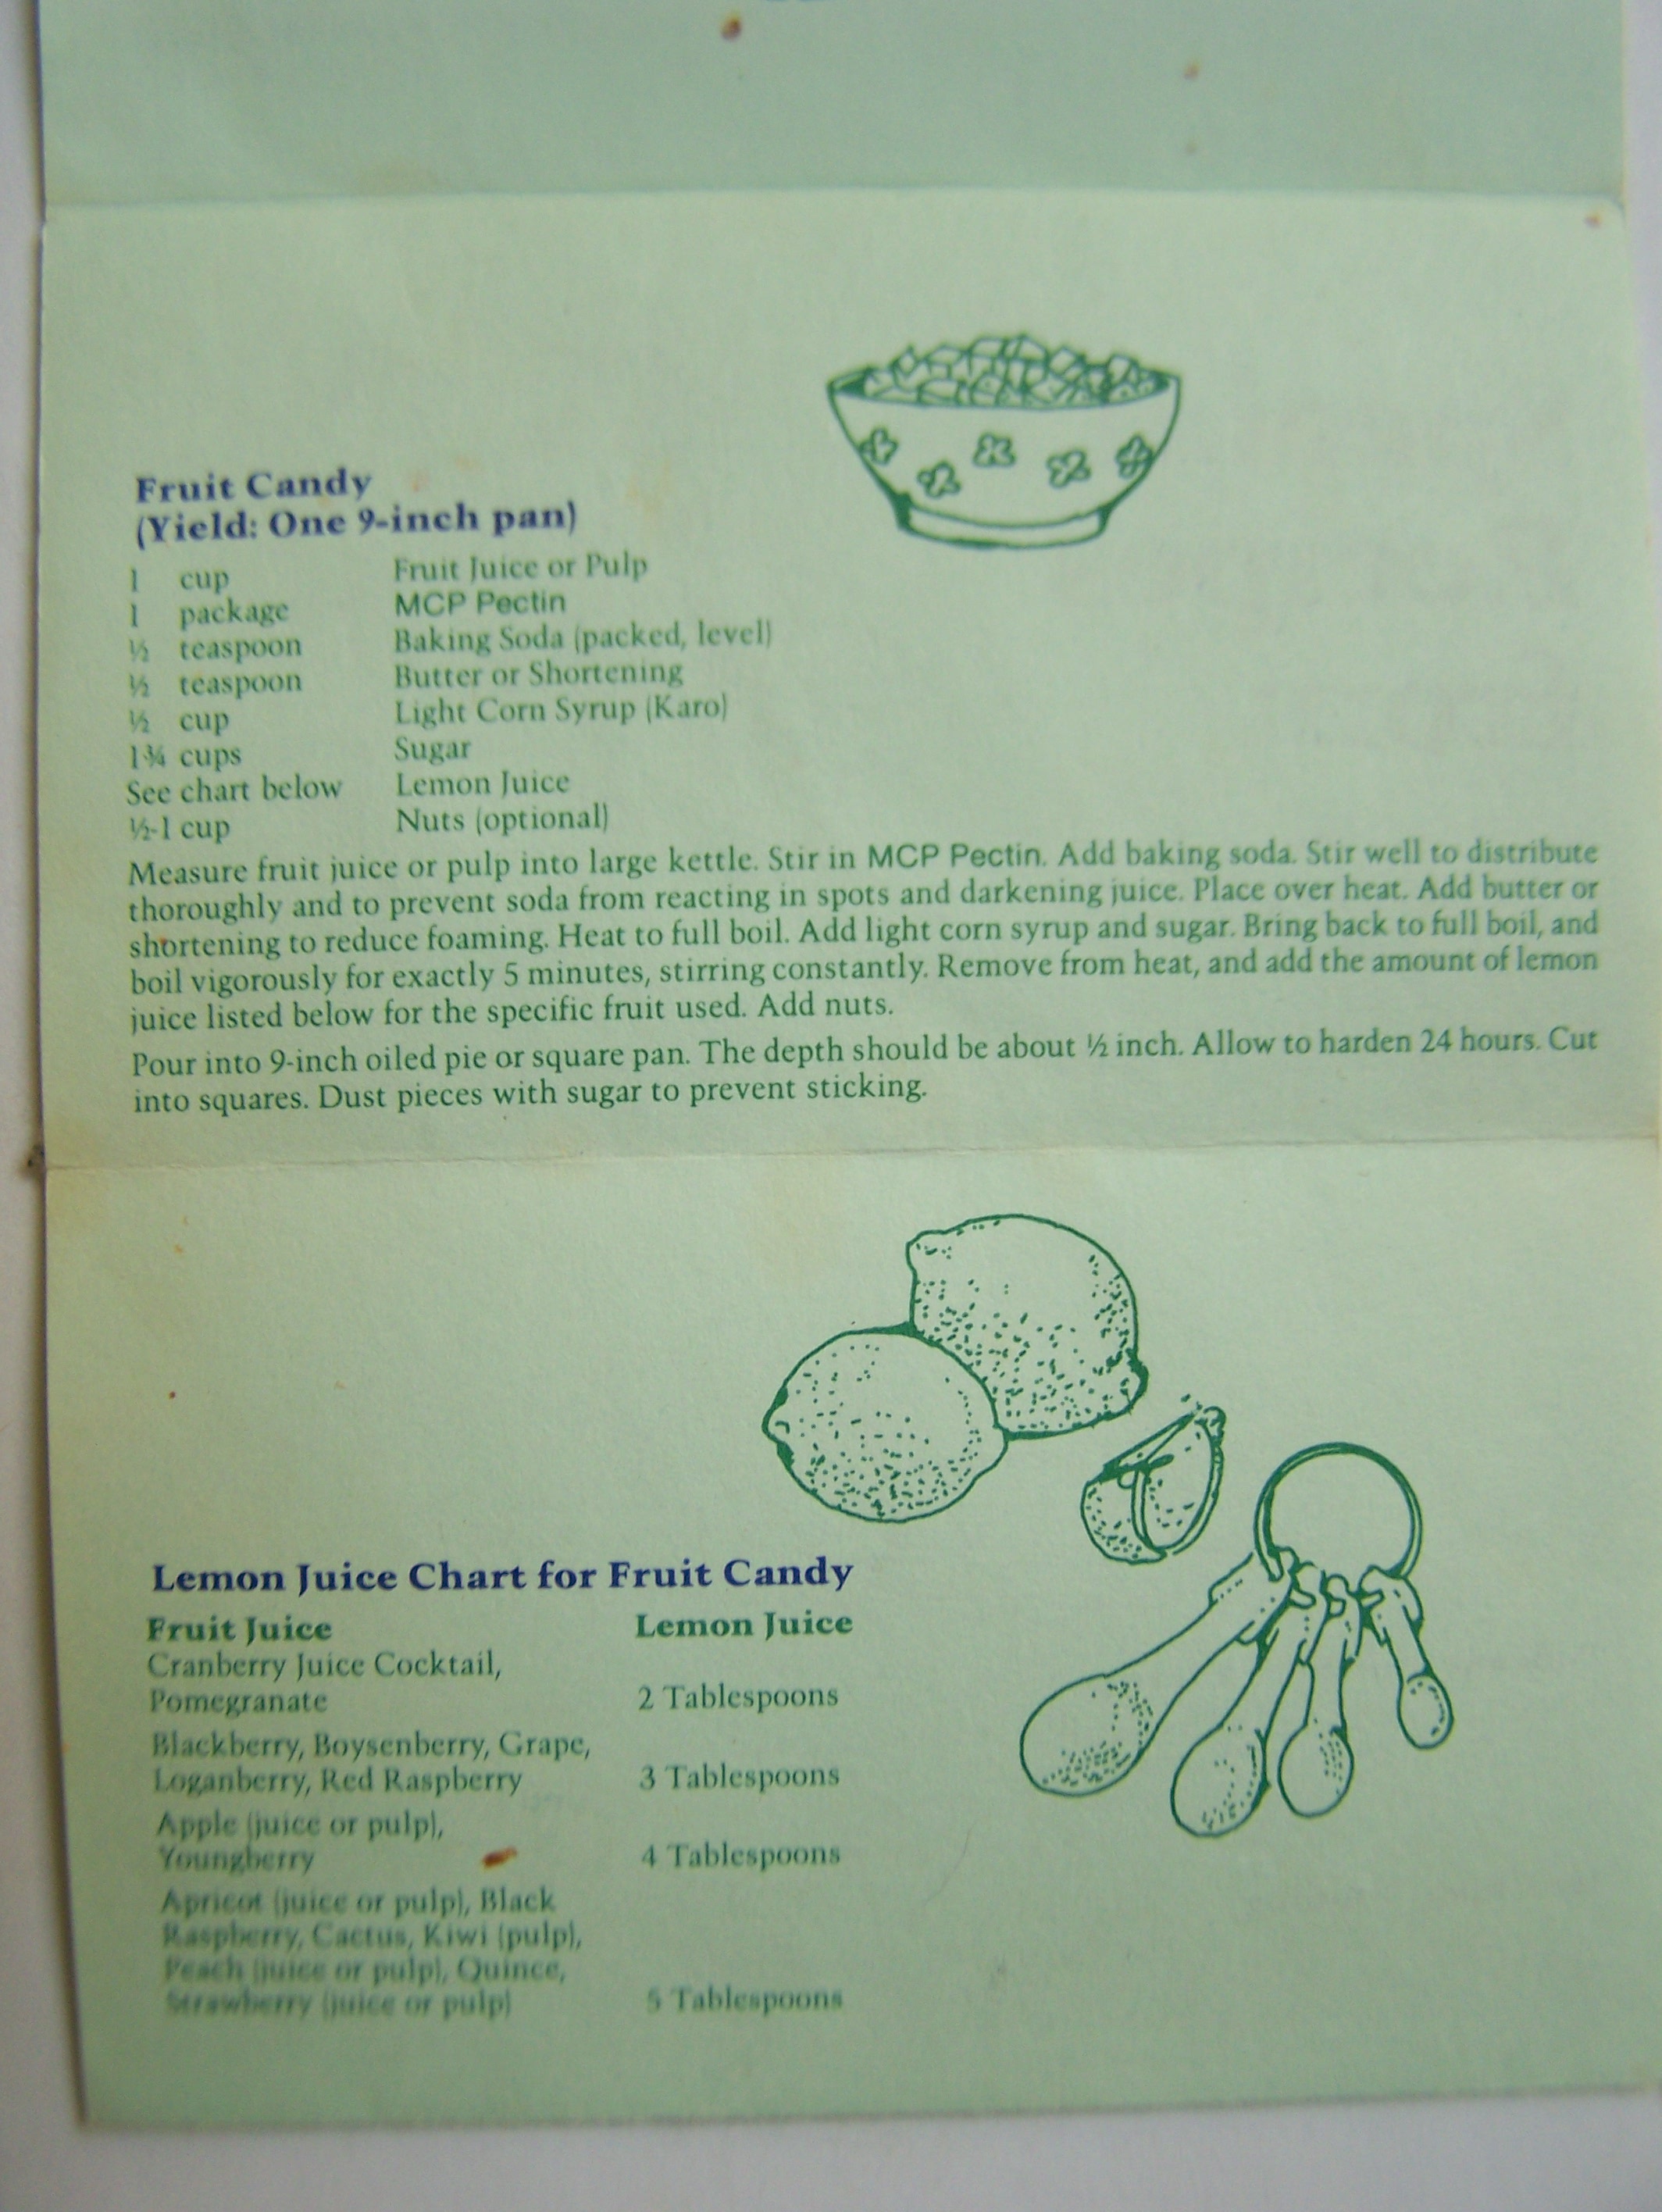 Fruit Candy
(Yield: One 9-inch pan)
1 cup Fruit Juice or Pulp
1 package MCP Pectin
½ teaspoon Baking Soda (packed, level)
½ teaspoon Butter or Shortening
½ cup Light Corn Syrup (Karo)
1¾ cups Sugar
See chart below Lemon Juice
½-1 cup Nuts (optional)
Measure fruit juice or pulp into large kettle. Stir in MCP Pectin. Add baking soda. Stir well to distribute
thoroughly and to prevent soda from reacting in spots and darkening juice. Place over heat. Add butter or
shortening to reduce foaming. Heat to full boil. Add light corn syrup and sugar. Bring back to full boil, and
boil vigorously for exactly 5 minutes, stirring constantly. Remove from heat, and add the amount of lemon
juice listed below for the specific fruit used. Add nuts.
Pour into 9-inch oiled pie or square pan. The depth should be about ½ inch. Allow to harden 24 hours. Cut
into squares. Dust pieces with sugar to prevent sticking.
Lemon Juice Chart for Fruit Candy
Fruit Juice Lemon Juice
Cranberry Juice Cocktail,
Pomegranate 2 Tablespoons
Blackberry, Boysenberry, Grape,
Loganberry, Red Raspberry 3 Tablespoons
Apple (juice or pulp),
Youngberry 4 Tablespoons
Apricot (juice or pulp), Black
Raspberry, Cactus, Kiwi (pulp),
Peach (juice or pulp), Quince,
Strawberry (juice or pulp) 5 Tablespoons